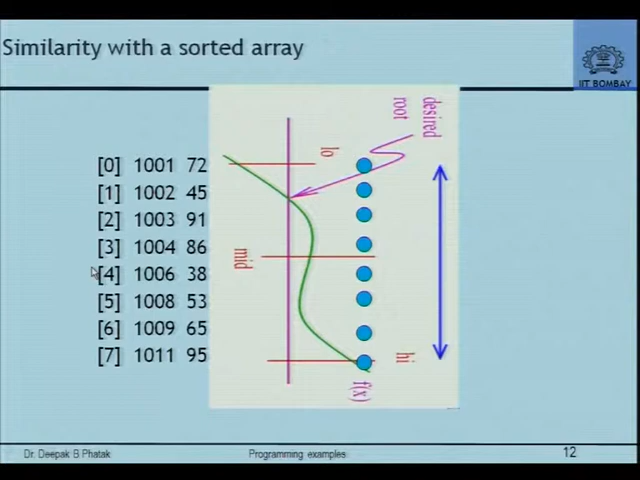 Similarity with a sorted array
IIT BOMBAY
desired
root
lo
[0] 1001 72
[1] 1002 45
[2] 1003 91
[3] 1004 86
[4] 1006 38
[5] 1008 53
[6] 1009 65
[7] 1011 95
mid
hi
f(x)
Dr. Deepak B Phatak
Programming examples
12